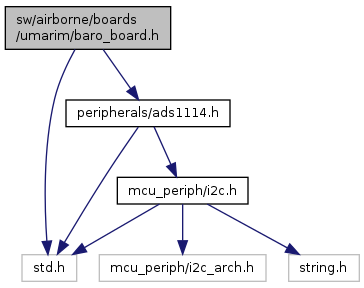 sw/airborne/boards
/umarim/baro_board.h
peripherals/ads1114.h
mcu_periph/i2c.h
std.h
mcu_periph/i2c_arch.h
string.h